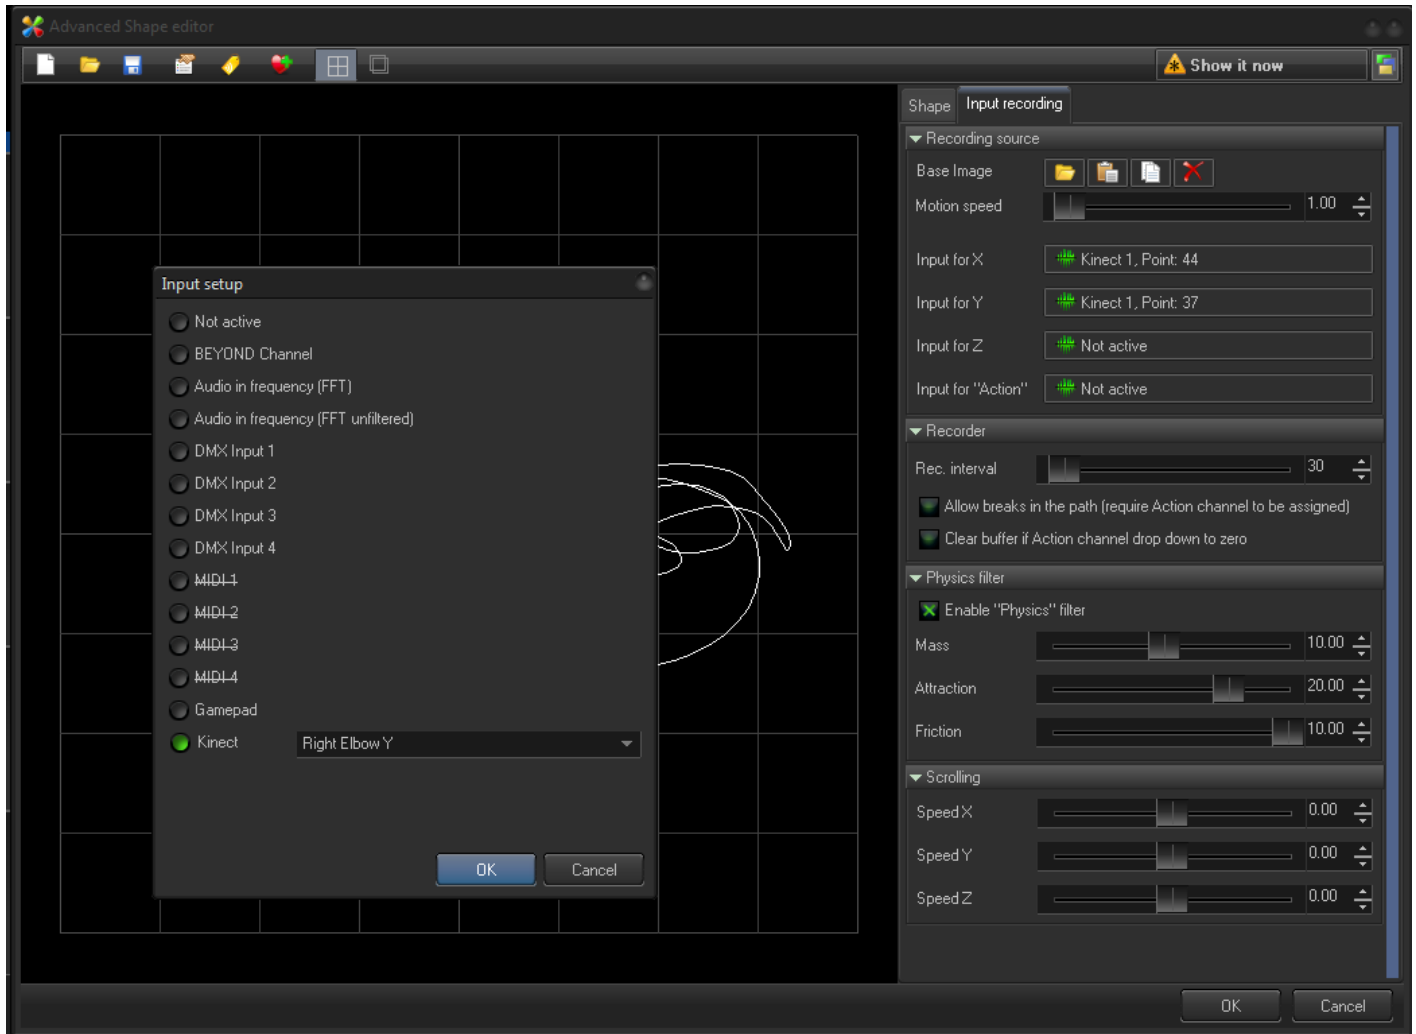 Advanced Shape editor
Show it now
Shape Input recording
Recording source
Base Image
Motion speed 1.00
Input for X Kinect 1, Point: 44
Input for Y Kinect 1, Point: 37
Input for Z Not active
Input for "Action" Not active
Recorder
Rec. interval 30
Allow breaks in the path (require Action channel to be assigned)
Clear buffer if Action channel drop down to zero
Physics filter
Enable "Physics" filter
Mass 10.00
Attraction 20.00
Friction 10.00
Scrolling
Speed X 0.00
Speed Y 0.00
Speed Z 0.00
Input setup
Not active
BEYOND Channel
Audio in frequency (FFT)
Audio in frequency (FFT unfiltered)
DMX Input 1
DMX Input 2
DMX Input 3
DMX Input 4
MIDI 1
MIDI 2
MIDI 3
MIDI 4
Gamepad
Kinect Right Elbow Y
OK Cancel
OK Cancel